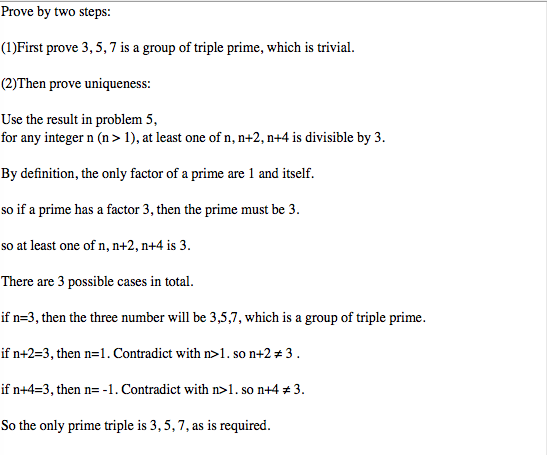 Prove by two steps:
(1)First prove 3, 5, 7 is a group of triple prime, which is trivial.
(2)Then prove uniqueness:
Use the result in problem 5,
for any integer n (n > 1), at least one of n, n+2, n+4 is divisible by 3.
By definition, the only factor of a prime are 1 and itself.
so if a prime has a factor 3, then the prime must be 3.
so at least one of n, n+2, n+4 is 3.
There are 3 possible cases in total.
if n=3, then the three number will be 3,5,7, which is a group of triple prime.
if n+2=3, then n=1. Contradict with n>1. so n+2 ≠ 3 .
if n+4=3, then n= -1. Contradict with n>1. so n+4 ≠ 3.
So the only prime triple is 3, 5, 7, as is required.